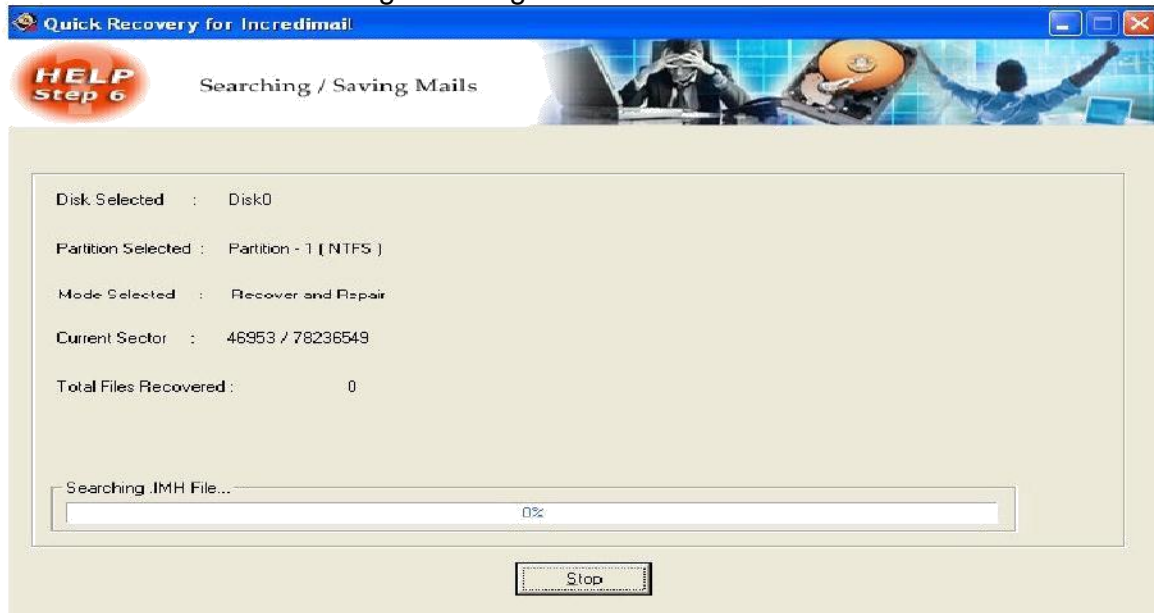 Quick Recovery for Incredimail
HELP
Step 6
Searching / Saving Mails
Disk Selected : Disk0
Partition Selected : Partition - 1 ( NTFS )
Mode Selected : Recover and Repair
Current Sector : 46953 / 78236549
Total Files Recovered : 0
Searching .IMH File...
0%
Stop